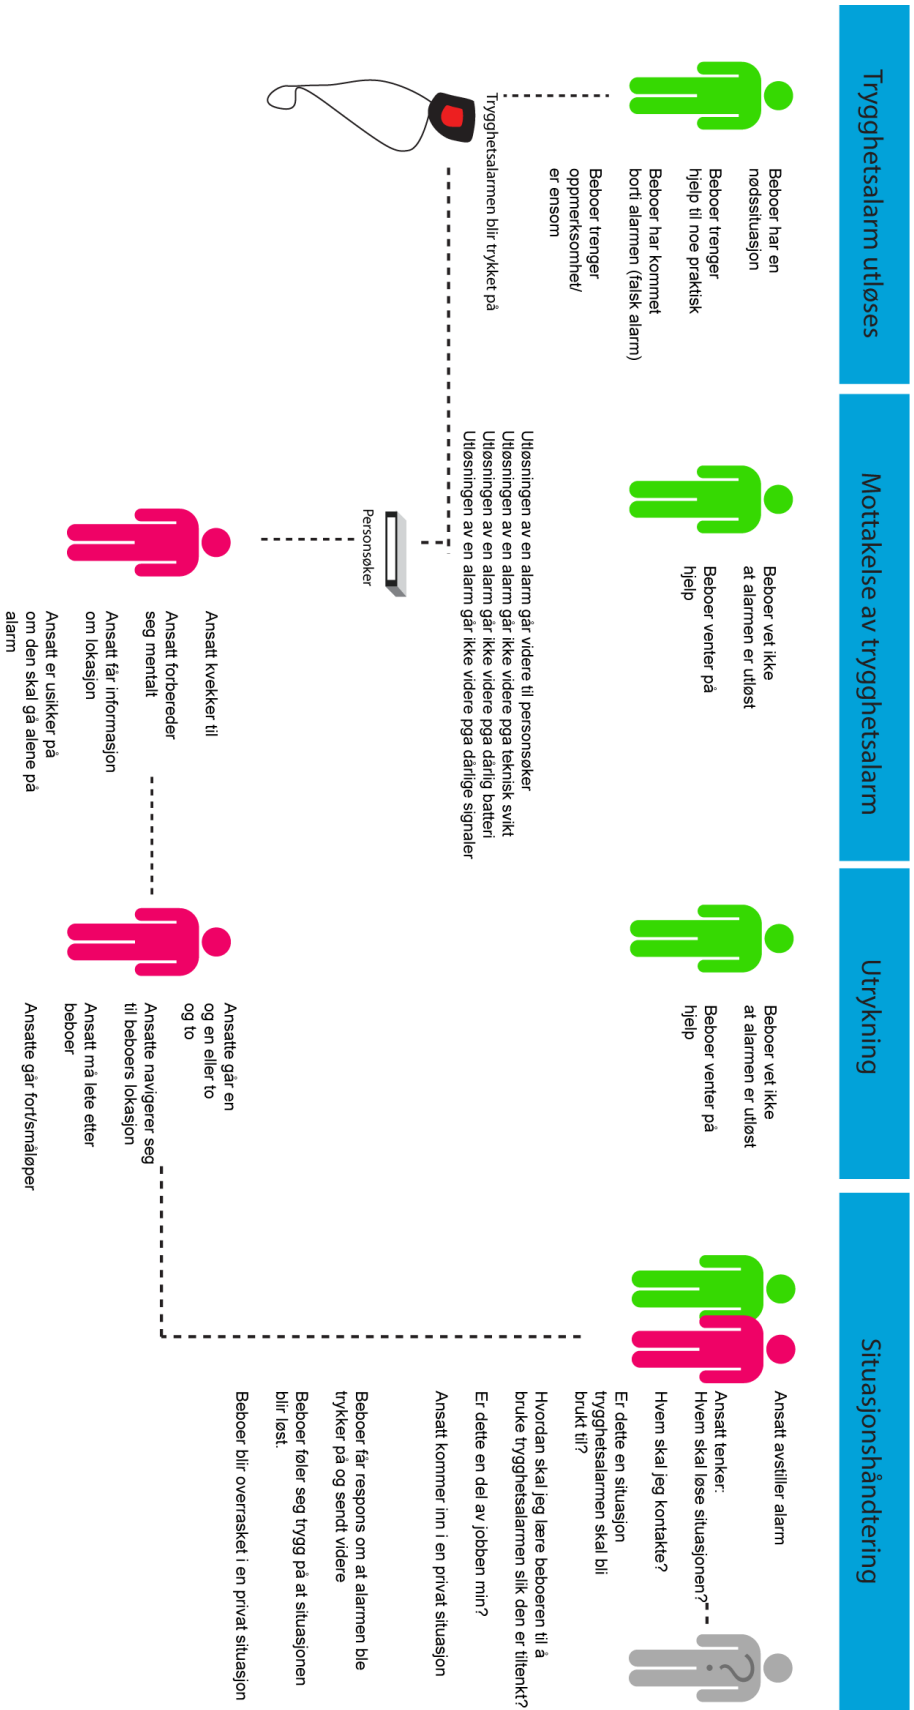 Trygghetsalarm utløses
Beboer har en
nødssituasjon
Beboer trenger
hjelp til noe praktisk
Beboer har kommet
borti alarmen (falsk alarm)
Beboer trenger
oppmerksomhet/
er ensom
Trygghetsalarmen blir trykket på
Mottakelse av trygghetsalarm
Beboer vet ikke
at alarmen er utløst
Beboer venter på
hjelp
Utløsningen av en alarm går videre til personsøker
Utløsningen av en alarm går ikke videre pga teknisk svikt
Utløsningen av en alarm går ikke videre pga dårlig batteri
Utløsningen av en alarm går ikke videre pga dårlige signaler
Personsøker
Ansatt kvekker til
Ansatt forbereder
seg mentalt
Ansatt får informasjon
om lokasjon
Ansatt er usikker på
om den skal gå alene på
alarm
Utrykning
Beboer vet ikke
at alarmen er utløst
Beboer venter på
hjelp
Ansatte går en
og en eller to
og to
Ansatte navigerer seg
til beboers lokasjon
Ansatt må lete etter
beboer
Ansatte går fort/småløper
Situasjonshåndtering
Ansatt avstiller alarm
Ansatt tenker:
Hvem skal løse situasjonen?
Hvem skal jeg kontakte?
Er dette en situasjon
trygghetsalarmen skal bli
brukt til?
Hvordan skal jeg lære beboeren til å
bruke trygghetsalarmen slik den er tiltenkt?
Er dette en del av jobben min?
Ansatt kommer inn i en privat situasjon
Beboer får respons om at alarmen ble
trykker på og sendt videre
Beboer føler seg trygg på at situasjonen
blir løst.
Beboer blir overrasket i en privat situasjon
?